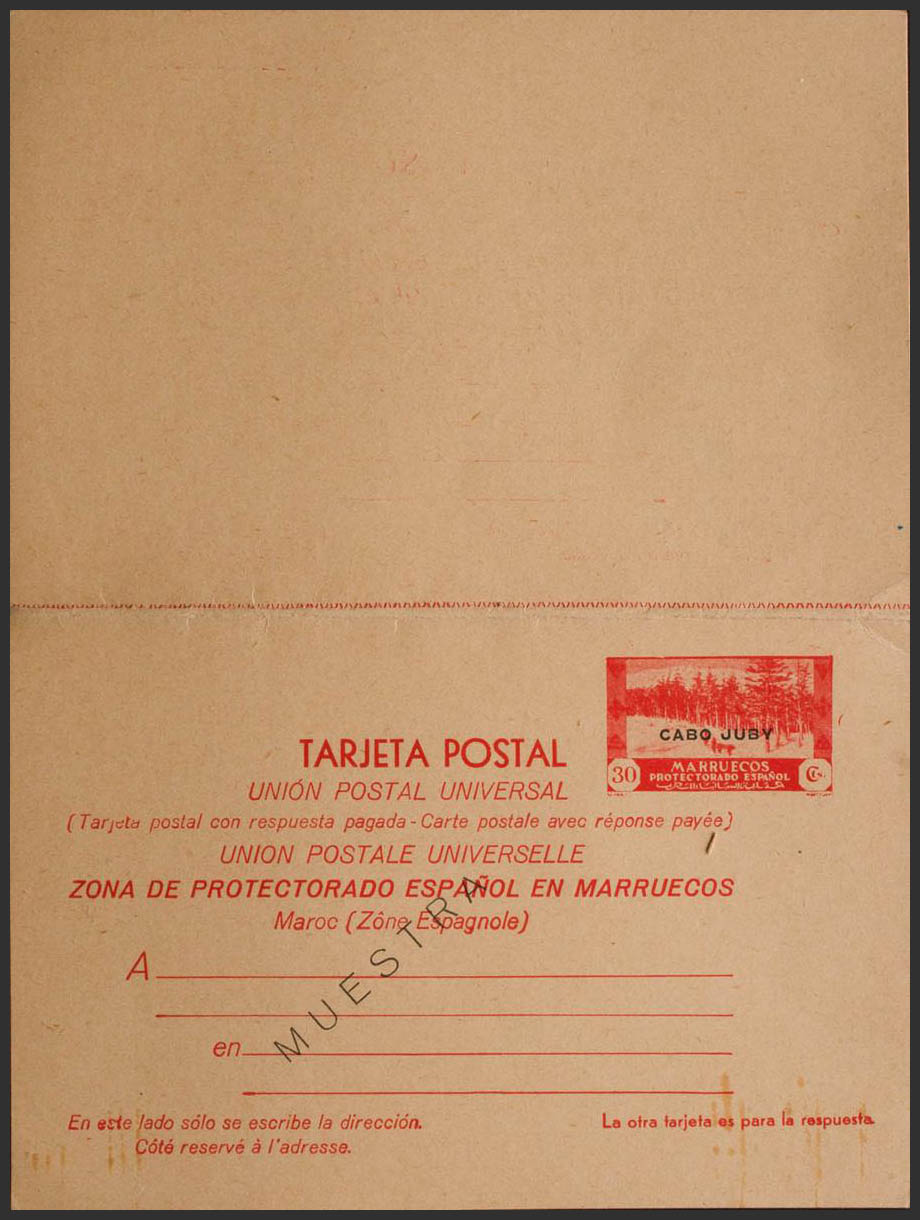 CABO JUBY
MARRUECOS
30 PROTECTORADO ESPAÑOL Cts.
TARJETA POSTAL
UNIÓN POSTAL UNIVERSAL
(Tarjeta postal con respuesta pagada - Carte postale avec réponse payée)
UNION POSTALE UNIVERSELLE
ZONA DE PROTECTORADO ESPAÑOL EN MARRUECOS
Maroc (Zône Espagnole)
MUESTRA
A
en
En este lado sólo se escribe la dirección.
Côté reservé à l'adresse.
La otra tarjeta es para la respuesta.